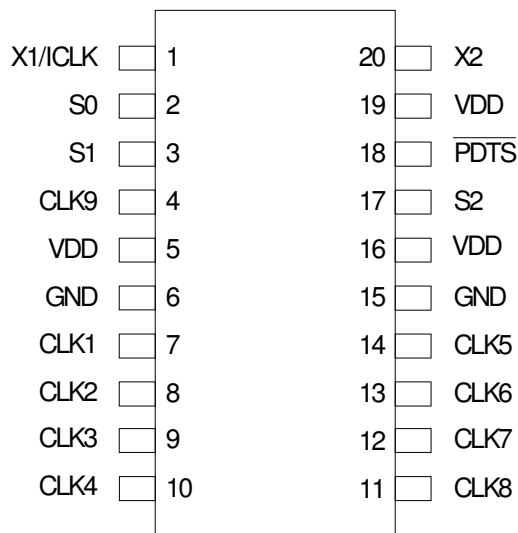 X1/ICLK 1 20 X2
S0 2 19 VDD
S1 3 18 PDTS
CLK9 4 17 S2
VDD 5 16 VDD
GND 6 15 GND
CLK1 7 14 CLK5
CLK2 8 13 CLK6
CLK3 9 12 CLK7
CLK4 10 11 CLK8